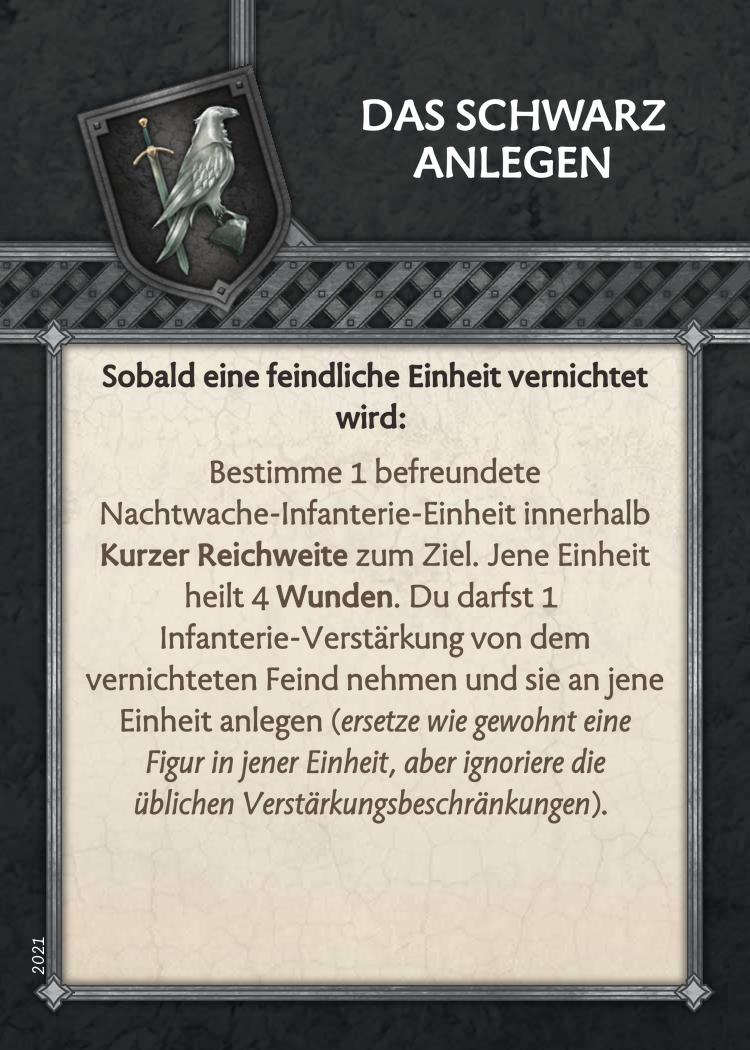 DAS SCHWARZ
ANLEGEN
Sobald eine feindliche Einheit vernichtet
wird:
Bestimme 1 befreundete
Nachtwache-Infanterie-Einheit innerhalb
Kurzer Reichweite zum Ziel. Jene Einheit
heilt 4 Wunden. Du darfst 1
Infanterie-Verstärkung von dem
vernichteten Feind nehmen und sie an jene
Einheit anlegen (ersetze wie gewohnt eine
Figur in jener Einheit, aber ignoriere die
üblichen Verstärkungsbeschränkungen).
2021